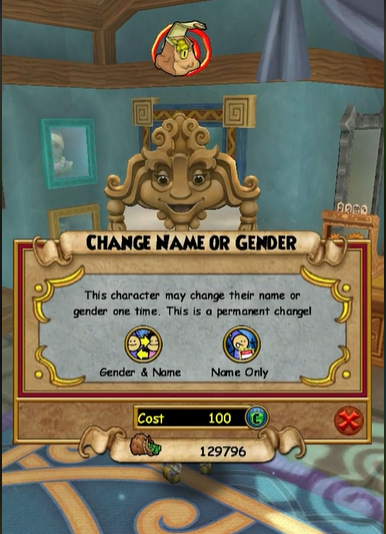 CHANGE NAME OR GENDER
This character may change their name or
gender one time. This is a permanent change!
Gender & Name
Name Only
Cost 100
129796